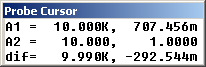 Probe Cursor
A1 = 10.000K, 707.456m
A2 = 10.000, 1.0000
dif= 9.990K, -292.544m